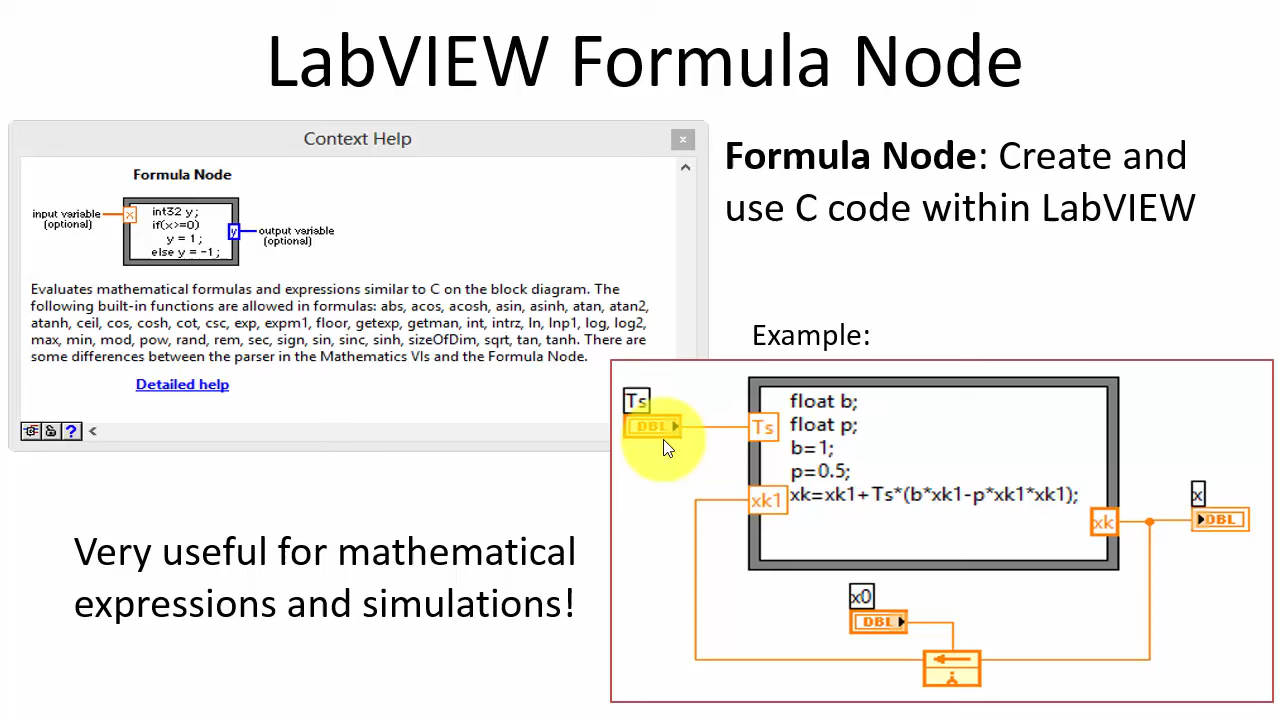 LabVIEW Formula Node
Context Help
x
Formula Node
input variable
(optional)
x
int32 y;
if(x>=0)
y = 1;
else y = -1;
y
output variable
(optional)
Evaluates mathematical formulas and expressions similar to C on the block diagram. The
following built-in functions are allowed in formulas: abs, acos, acosh, asin, asinh, atan, atan2,
atanh, ceil, cos, cosh, cot, csc, exp, expm1, floor, getexp, getman, int, intrz, ln, lnp1, log, log2,
max, min, mod, pow, rand, rem, sec, sign, sin, sinc, sinh, sizeOfDim, sqrt, tan, tanh. There are
some differences between the parser in the Mathematics VIs and the Formula Node.
Detailed help
?
Formula Node: Create and
use C code within LabVIEW
Example:
Ts
DBL
Ts
float b;
float p;
b=1;
p=0.5;
xk1
xk=xk1+Ts*(b*xk1-p*xk1*xk1);
xk
x
DBL
x0
DBL
Very useful for mathematical
expressions and simulations!